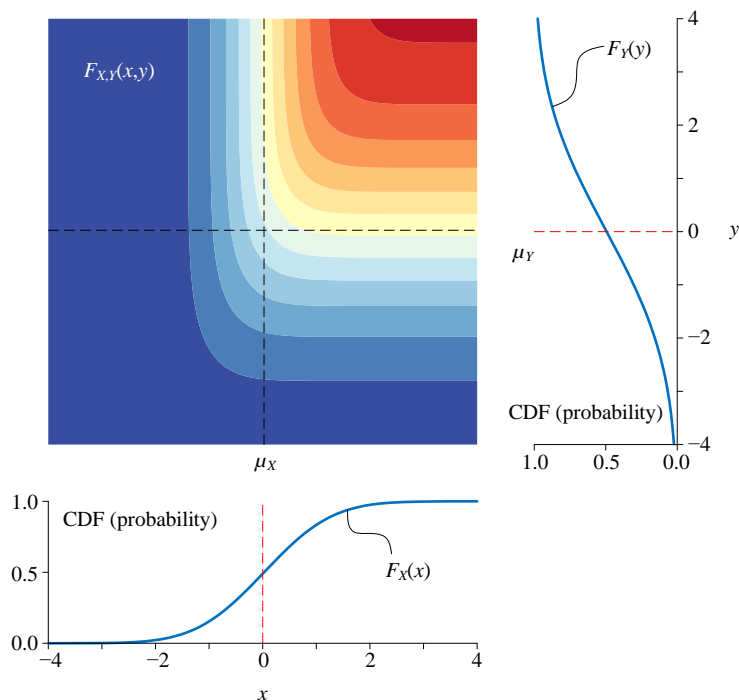 F_{X,Y}(x,y)
μ_X
4
2
0
−2
−4
y
F_Y(y)
μ_Y
CDF (probability)
1.0
0.5
0.0
1.0
0.5
0.0
CDF (probability)
F_X(x)
−4
−2
0
2
4
x